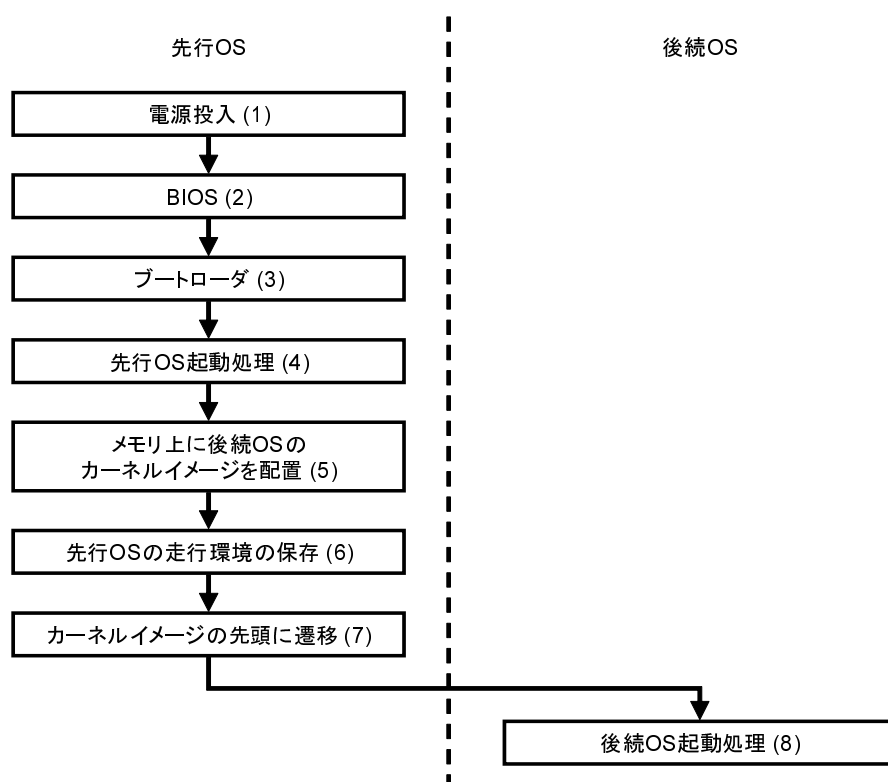 先行OS
後続OS
電源投入 (1)
BIOS (2)
ブートローダ (3)
先行OS起動処理 (4)
メモリ上に後続OSの
カーネルイメージを配置 (5)
先行OSの走行環境の保存 (6)
カーネルイメージの先頭に遷移 (7)
後続OS起動処理 (8)